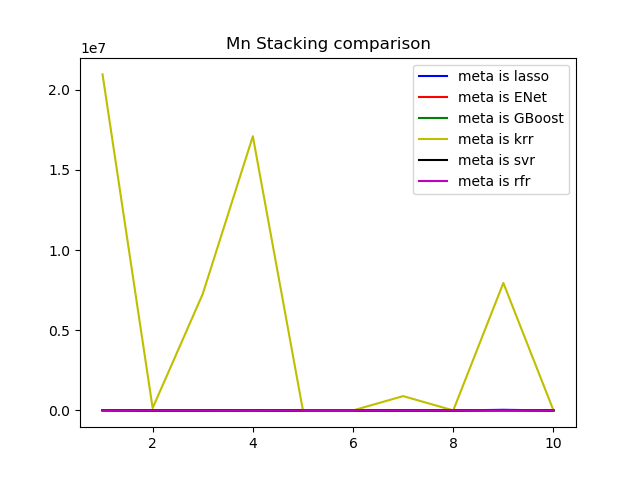 Mn Stacking comparison
1e7
2.0
1.5
1.0
0.5
0.0
2
4
6
8
10
meta is lasso
meta is ENet
meta is GBoost
meta is krr
meta is svr
meta is rfr